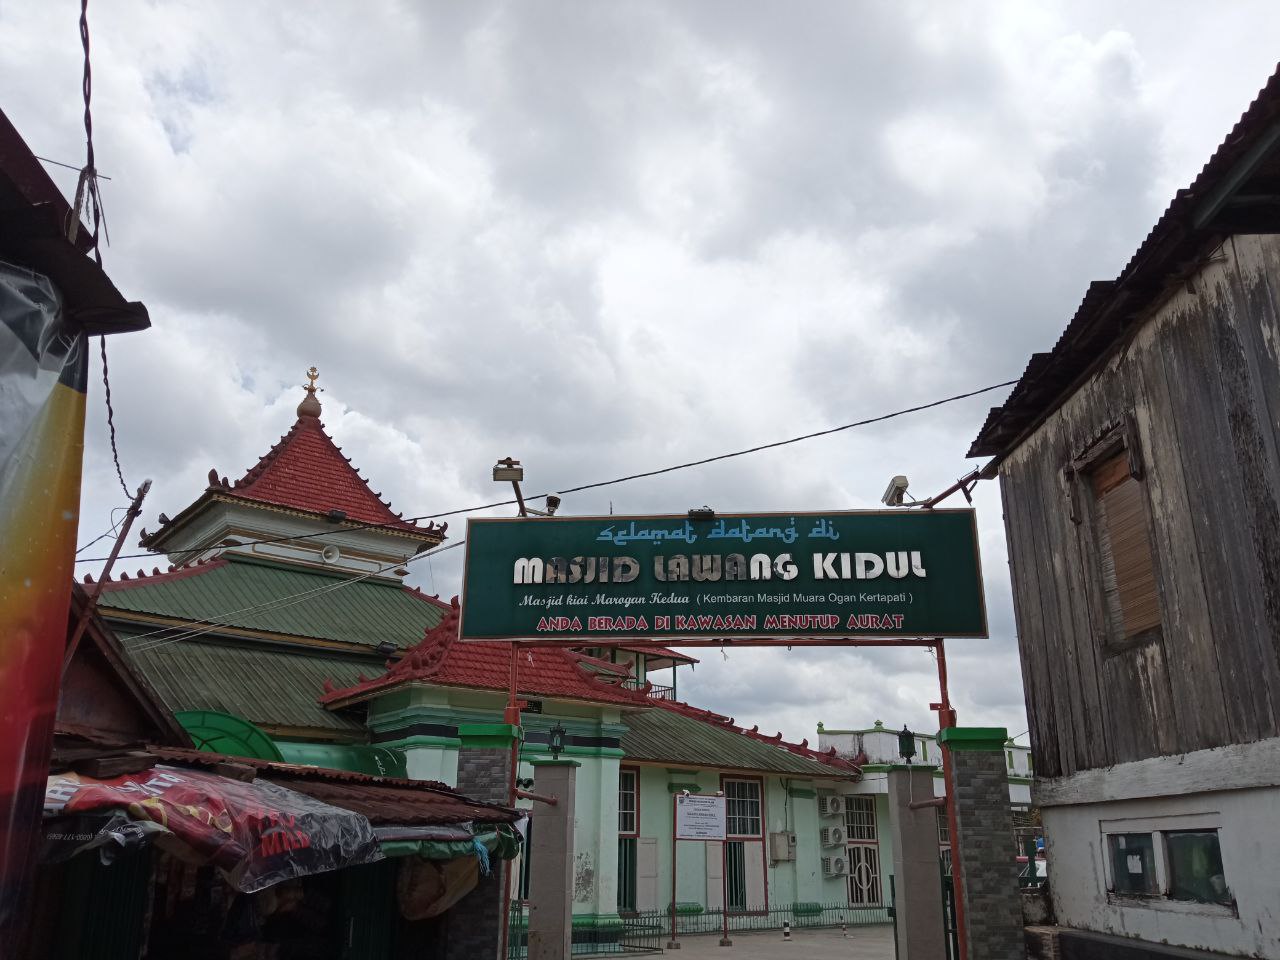 Selamat datang di
MASJID LAWANG KIDUL
Masjid kiai Marogan Kedua ( Kembaran Masjid Muara Ogan Kertapati )
ANDA BERADA DI KAWASAN MENUTUP AURAT